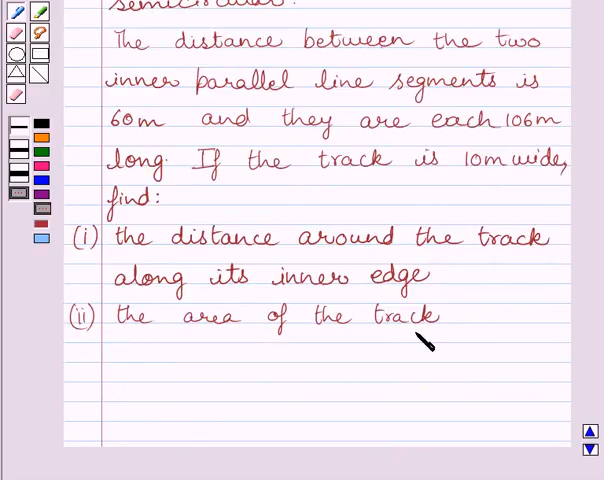 semicircular.
The distance between the two
inner parallel line segments is
60m and they are each 106m
long. If the track is 10m wide,
find:
(i) the distance around the track
along its inner edge
(ii) the area of the track